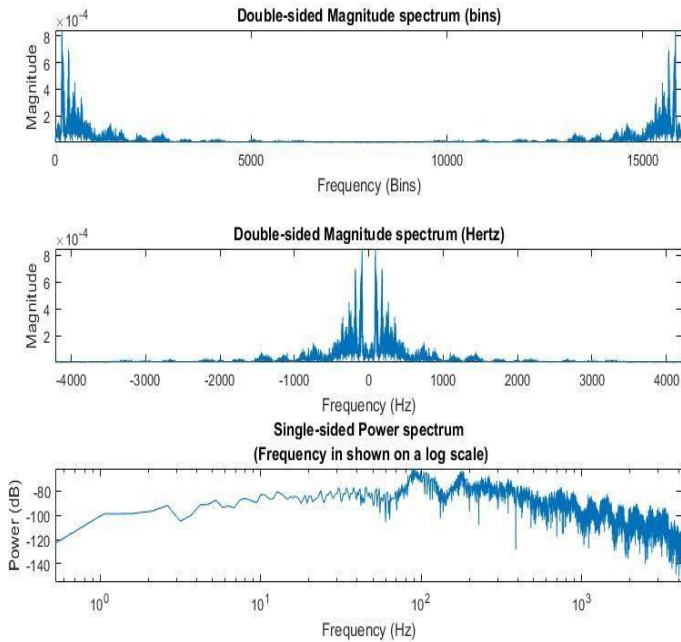 Double-sided Magnitude spectrum (bins)
×10⁻⁴
8
6
4
2
Magnitude
0 5000 10000 15000
Frequency (Bins)
Double-sided Magnitude spectrum (Hertz)
×10⁻⁴
8
6
4
2
Magnitude
-4000 -3000 -2000 -1000 0 1000 2000 3000 4000
Frequency (Hz)
Single-sided Power spectrum
(Frequency in shown on a log scale)
-80
-100
-120
-140
Power (dB)
10⁰ 10¹ 10² 10³
Frequency (Hz)